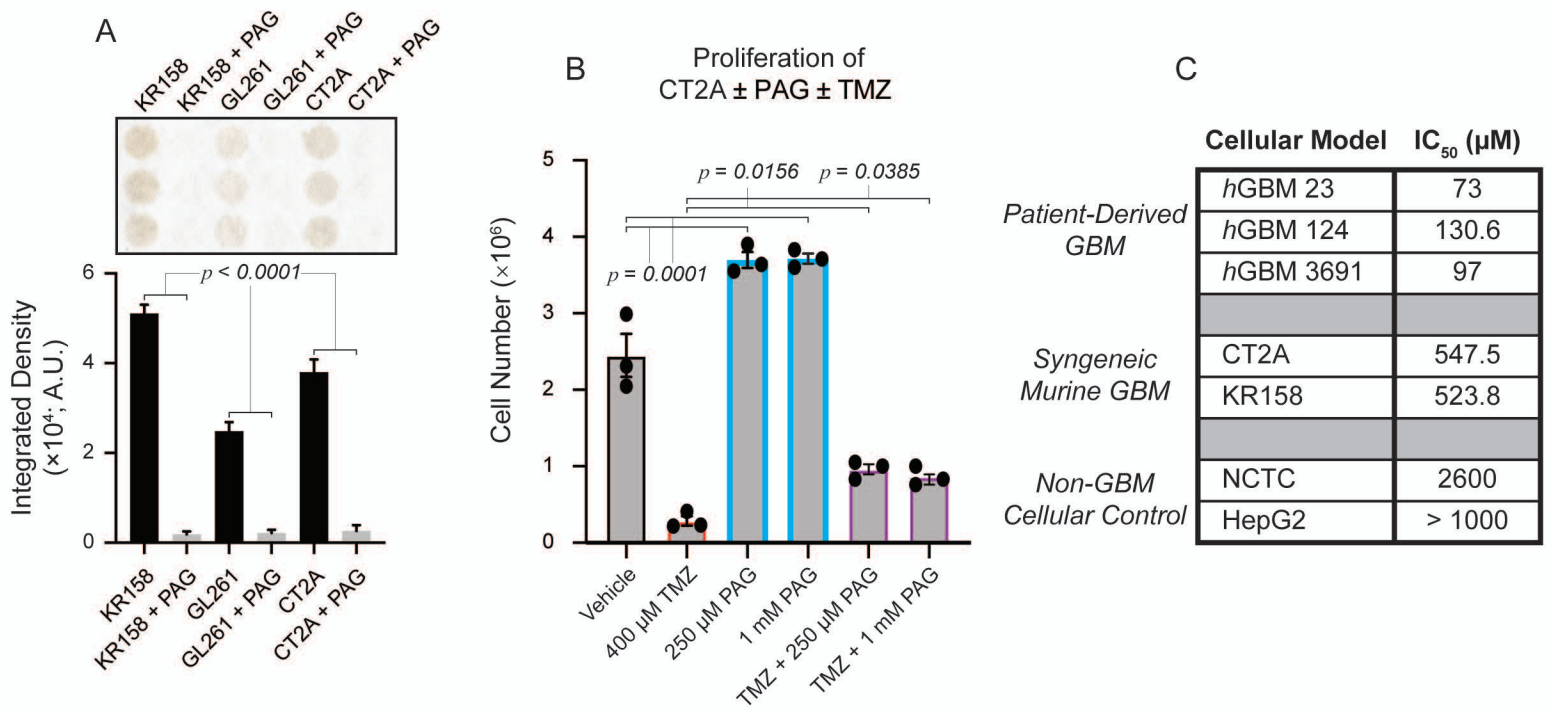 A
KR158
KR158 + PAG
GL261
GL261 + PAG
CT2A
CT2A + PAG
Integrated Density
(×10⁴; A.U.)
6
4
2
0
p < 0.0001
KR158
KR158 + PAG
GL261
GL261 + PAG
CT2A
CT2A + PAG
B
Proliferation of
CT2A ± PAG ± TMZ
Cell Number (×10⁶)
5
4
3
2
1
0
p = 0.0156
p = 0.0385
p = 0.0001
Vehicle
400 µM TMZ
250 µM PAG
1 mM PAG
TMZ + 250 µM PAG
TMZ + 1 mM PAG
C
Cellular Model IC₅₀ (µM)
Patient-Derived
GBM
hGBM 23 73
hGBM 124 130.6
hGBM 3691 97
Syngeneic
Murine GBM
CT2A 547.5
KR158 523.8
Non-GBM
Cellular Control
NCTC 2600
HepG2 > 1000